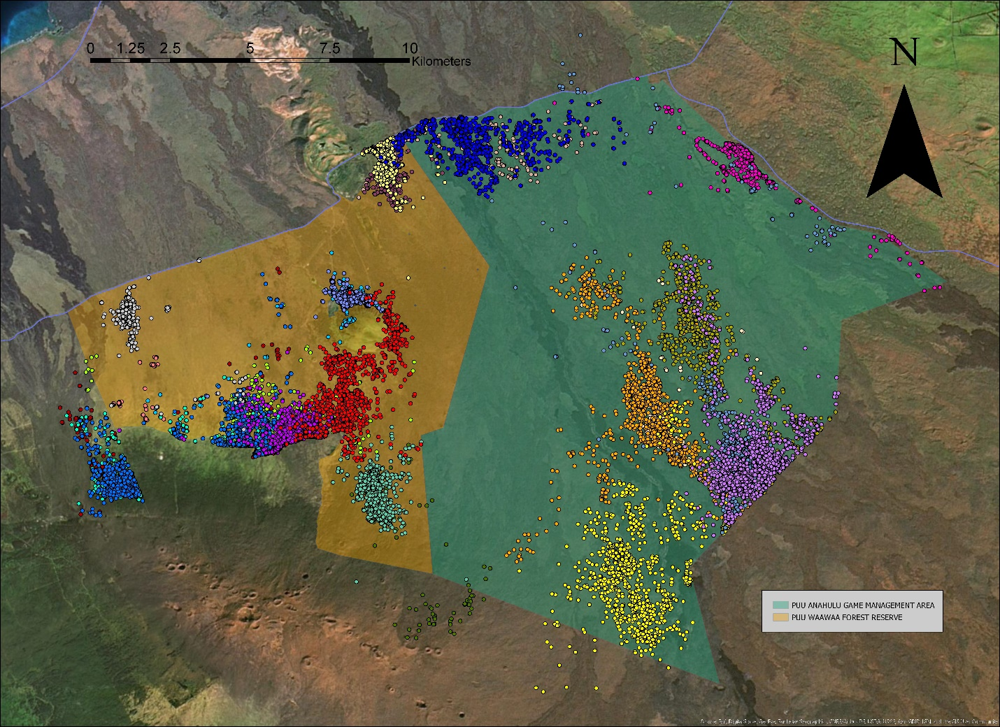 N
0 1.25 2.5 5 7.5 10
Kilometers
PUU ANAHULU GAME MANAGEMENT AREA
PUU WAAWAA FOREST RESERVE